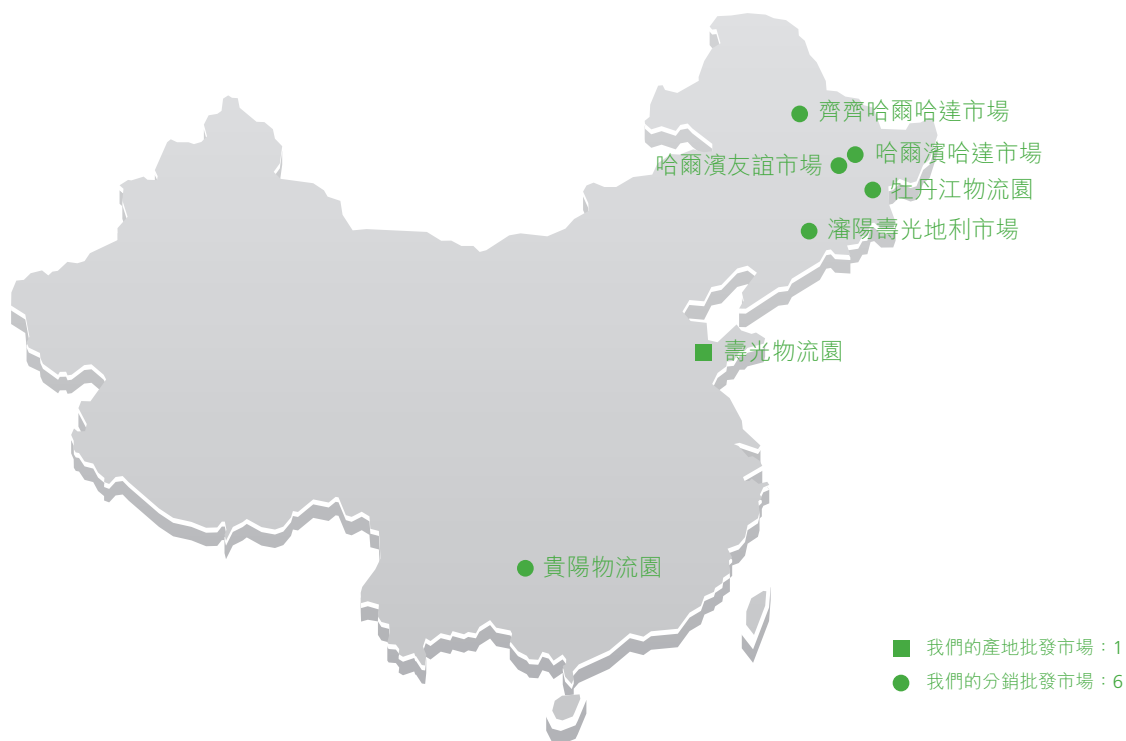 齊齊哈爾哈達市場
哈爾濱哈達市場
哈爾濱友誼市場
牡丹江物流園
瀋陽壽光地利市場
壽光物流園
貴陽物流園
我們的產地批發市場：1
我們的分銷批發市場：6